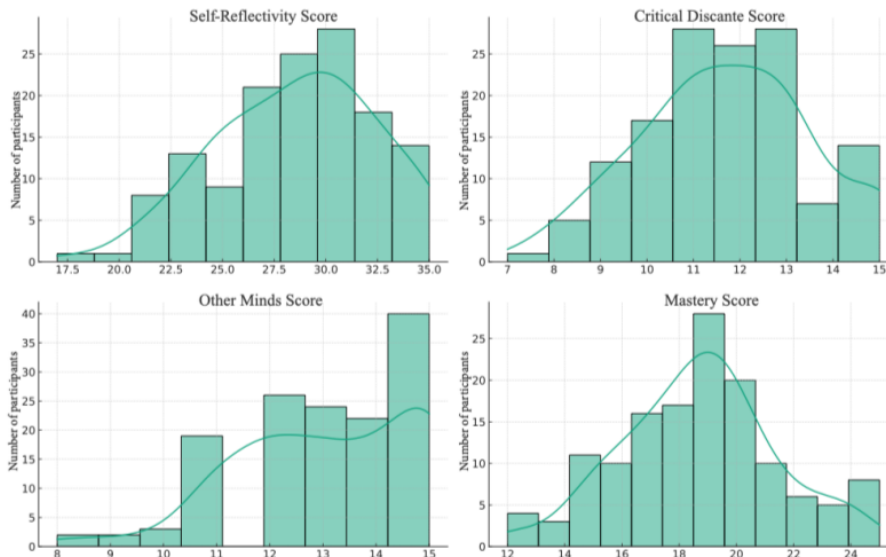 Self-Reflectivity Score
Number of participants
25
20
15
10
5
0
17.5 20.0 22.5 25.0 27.5 30.0 32.5 35.0
Critical Discante Score
Number of participants
25
20
15
10
5
0
7 8 9 10 11 12 13 14 15
Other Minds Score
Number of participants
40
35
30
25
20
15
10
5
0
8 9 10 11 12 13 14 15
Mastery Score
Number of participants
25
20
15
10
5
0
12 14 16 18 20 22 24